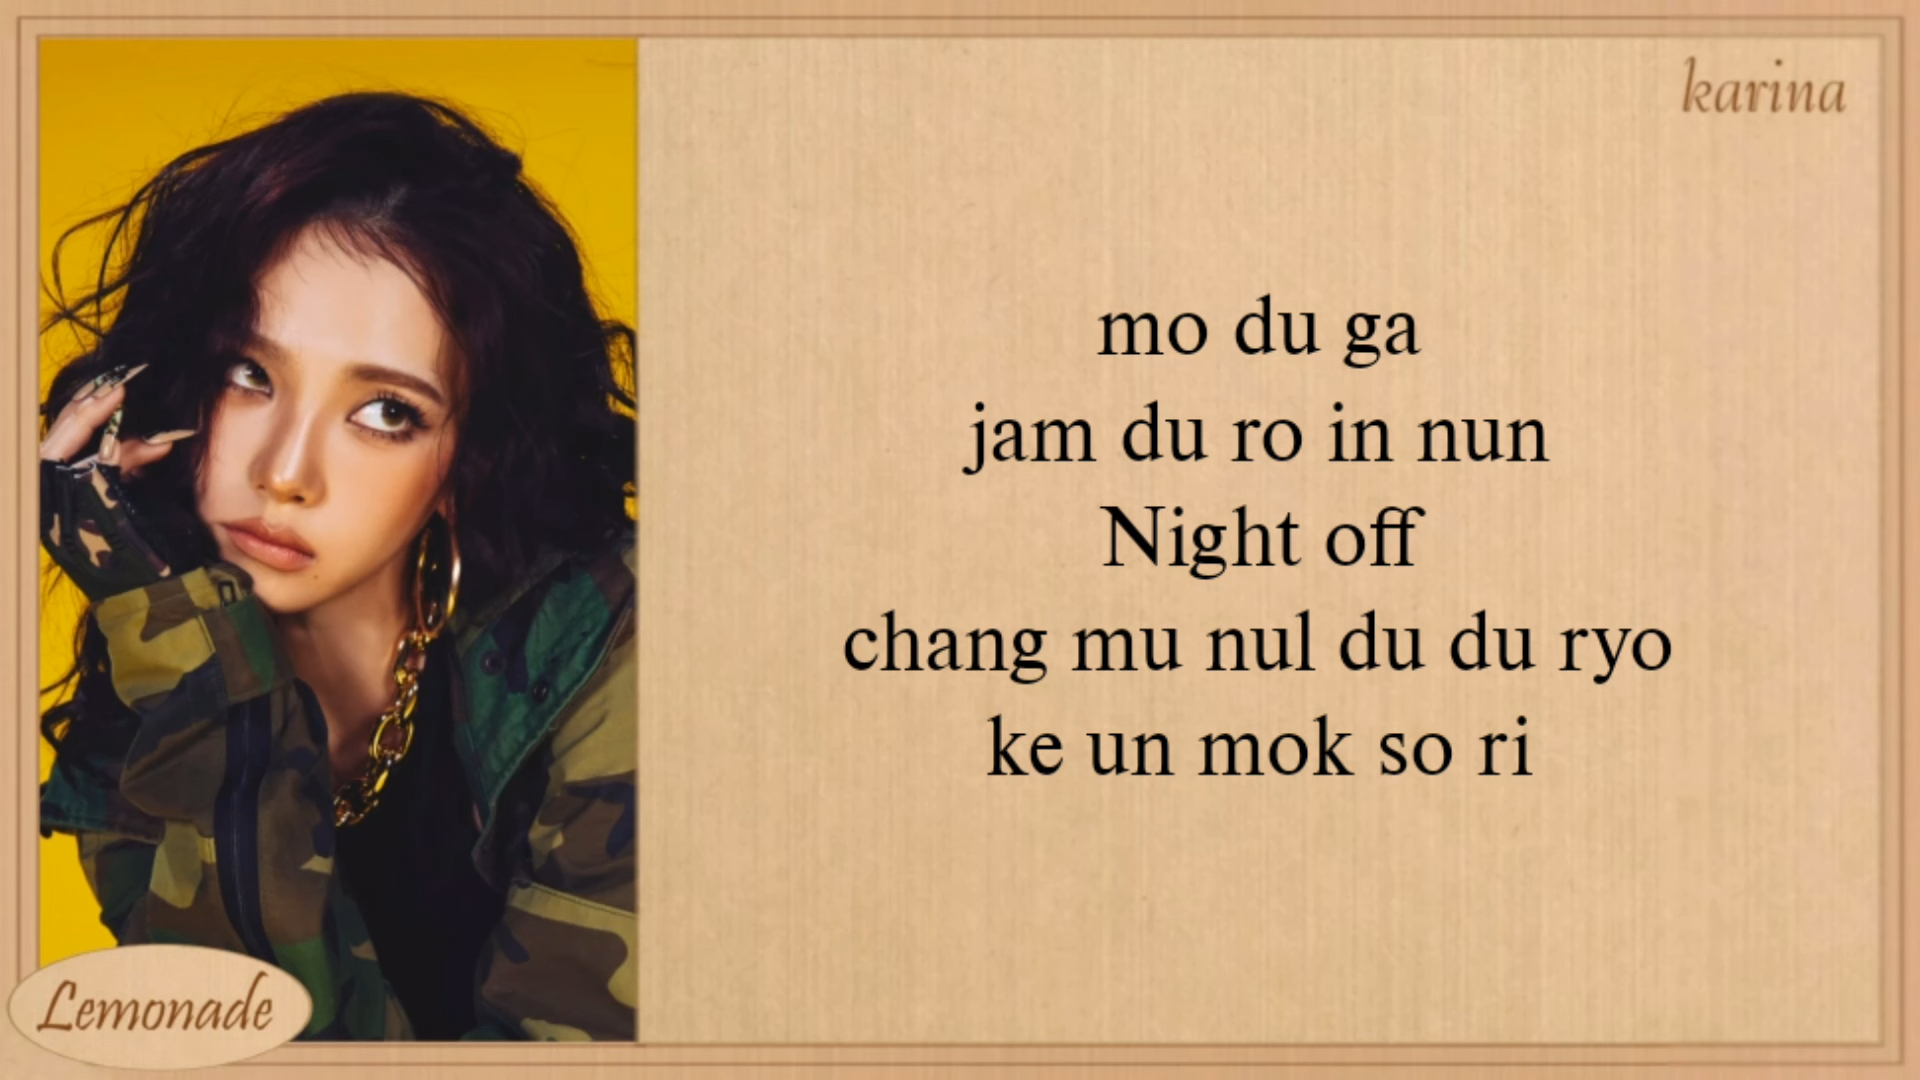 karina
mo du ga
jam du ro in nun
Night off
chang mu nul du du ryo
ke un mok so ri
Lemonade